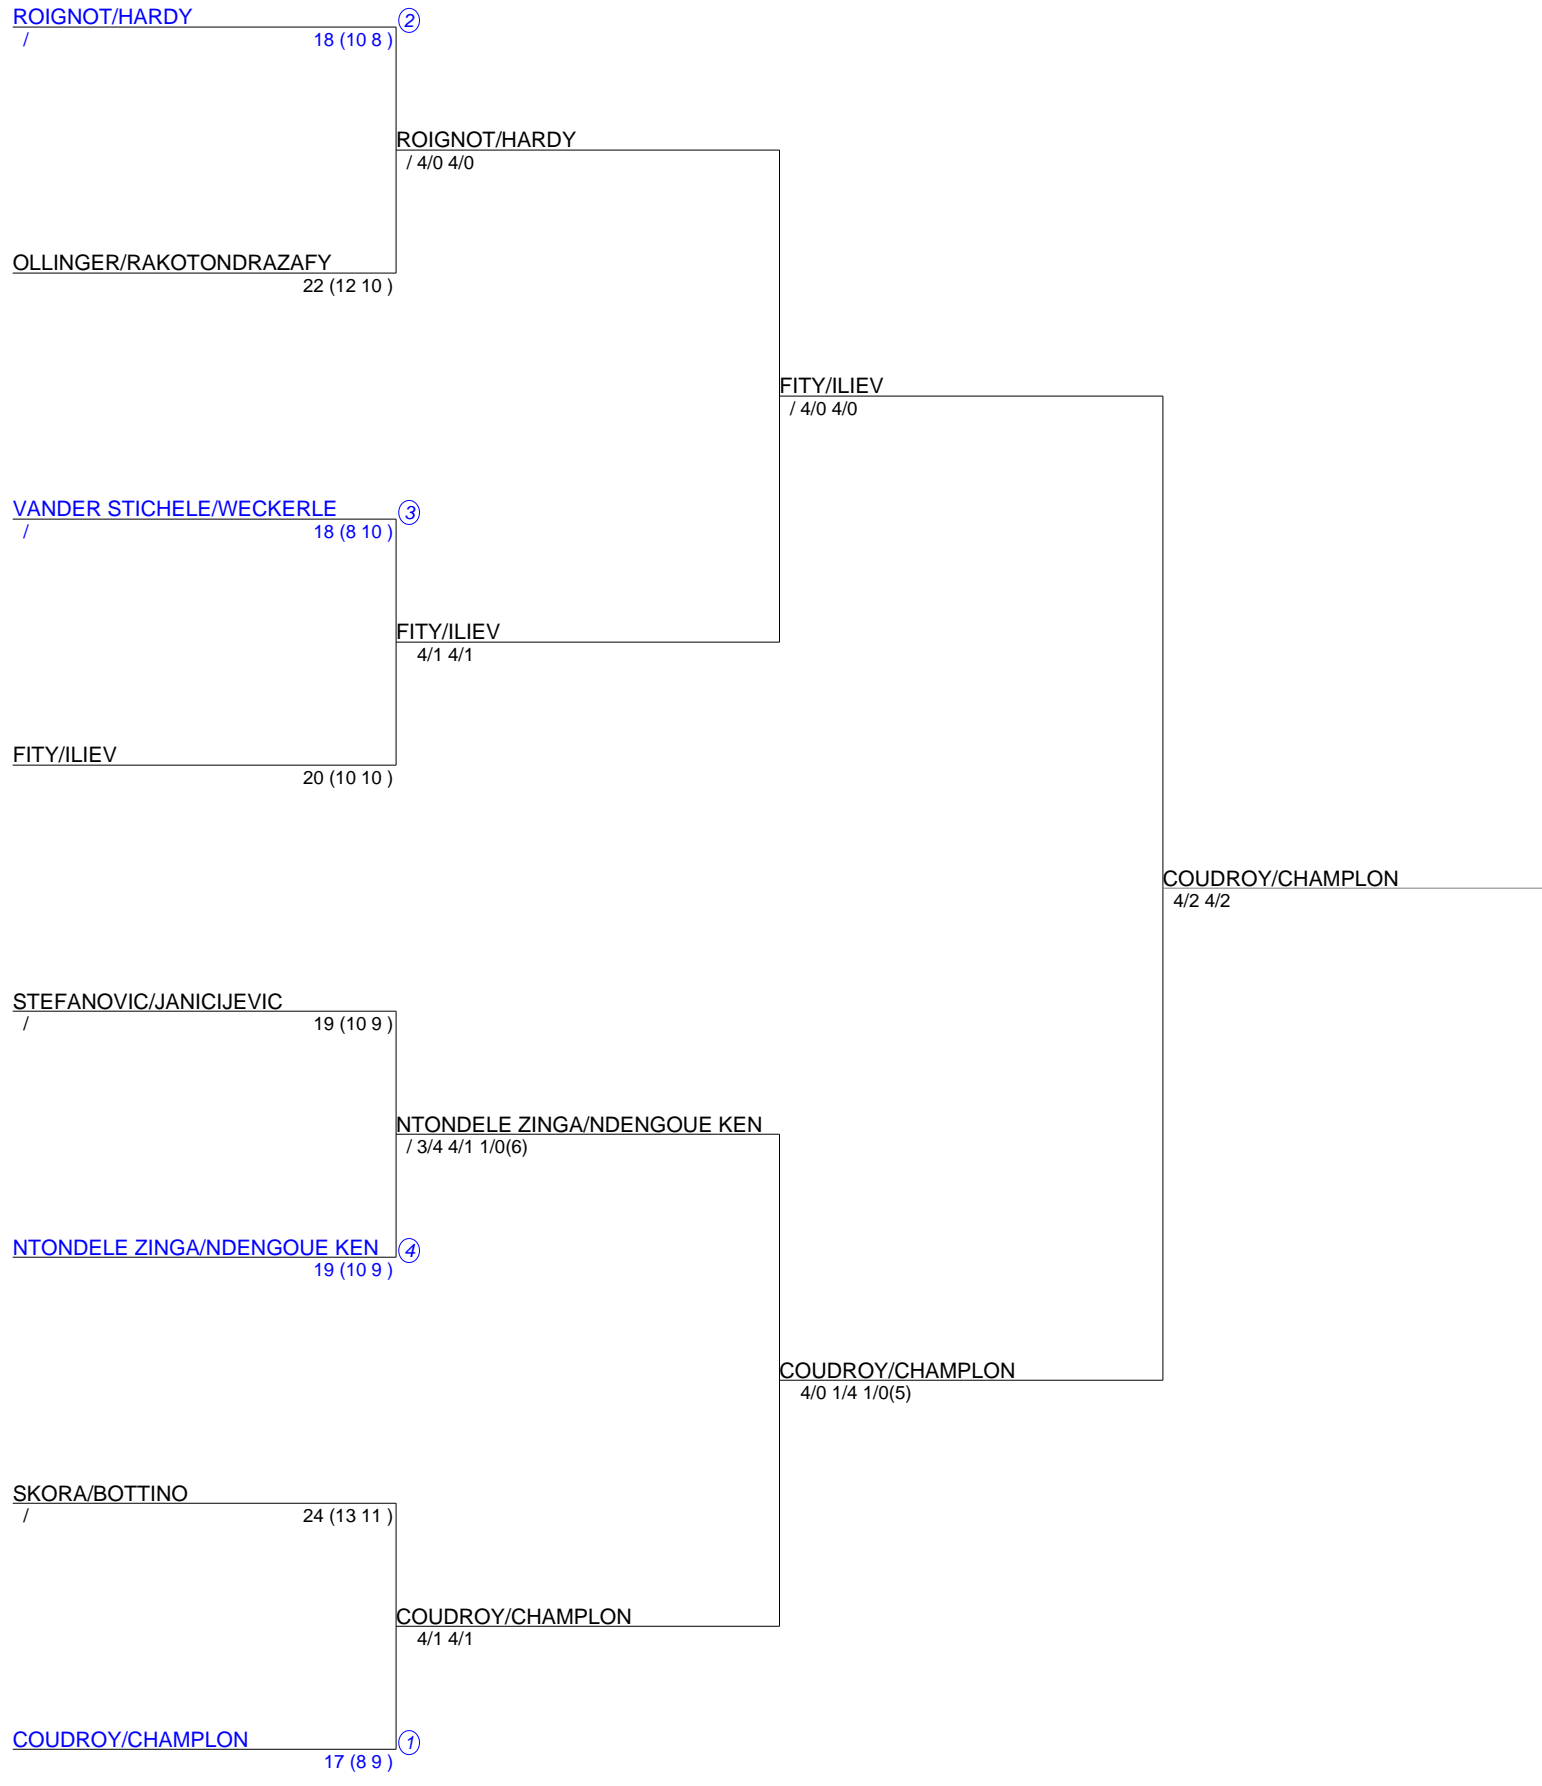 ROIGNOT/HARDY 2
/ 18 (10 8 )
ROIGNOT/HARDY
/ 4/0 4/0
OLLINGER/RAKOTONDRAZAFY
22 (12 10 )
FITY/ILIEV
/ 4/0 4/0
VANDER STICHELE/WECKERLE 3
/ 18 (8 10 )
FITY/ILIEV
4/1 4/1
FITY/ILIEV
20 (10 10 )
COUDROY/CHAMPLON
4/2 4/2
STEFANOVIC/JANICIJEVIC
/ 19 (10 9 )
NTONDELE ZINGA/NDENGOUE KEN
/ 3/4 4/1 1/0(6)
NTONDELE ZINGA/NDENGOUE KEN 4
19 (10 9 )
COUDROY/CHAMPLON
4/0 1/4 1/0(5)
SKORA/BOTTINO
/ 24 (13 11 )
COUDROY/CHAMPLON
4/1 4/1
COUDROY/CHAMPLON 1
17 (8 9 )